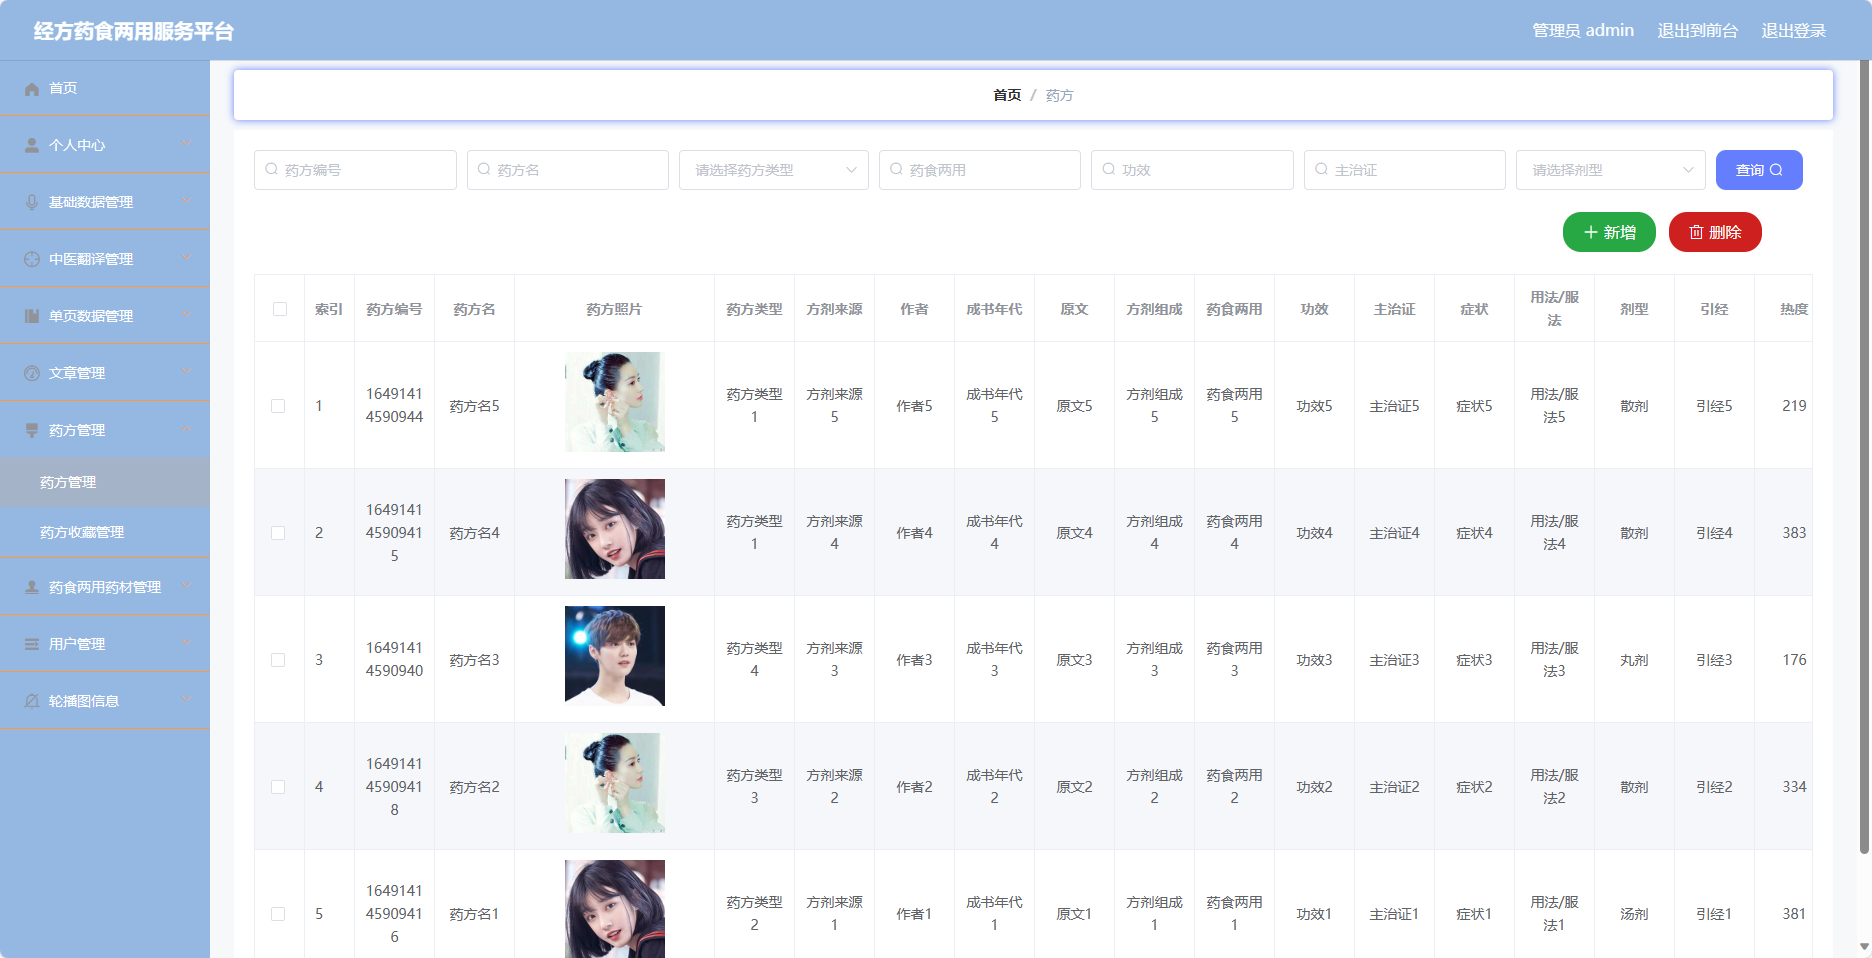 经方药食两用服务平台
管理员 admin 退出到前台 退出登录
首页
个人中心
基础数据管理
中医翻译管理
单页数据管理
文章管理
药方管理
药方管理
药方收藏管理
药食两用药材管理
用户管理
轮播图信息
首页 / 药方
药方编号 药方名 请选择药方类型 药食两用 功效 主治证 请选择剂型 查询
新增 删除
索引 药方编号 药方名 药方照片 药方类型 方剂来源 作者 成书年代 原文 方剂组成 药食两用 功效 主治证 症状 用法/服法 剂型 引经 热度
1 16491414590944 药方名5 药方类型1 方剂来源5 作者5 成书年代5 原文5 方剂组成5 药食两用5 功效5 主治证5 症状5 用法/服法5 散剂 引经5 219
2 164914145909415 药方名4 药方类型1 方剂来源4 作者4 成书年代4 原文4 方剂组成4 药食两用4 功效4 主治证4 症状4 用法/服法4 散剂 引经4 383
3 16491414590940 药方名3 药方类型4 方剂来源3 作者3 成书年代3 原文3 方剂组成3 药食两用3 功效3 主治证3 症状3 用法/服法3 丸剂 引经3 176
4 164914145909418 药方名2 药方类型3 方剂来源2 作者2 成书年代2 原文2 方剂组成2 药食两用2 功效2 主治证2 症状2 用法/服法2 散剂 引经2 334
5 164914145909416 药方名1 药方类型2 方剂来源1 作者1 成书年代1 原文1 方剂组成1 药食两用1 功效1 主治证1 症状1 用法/服法1 汤剂 引经1 381